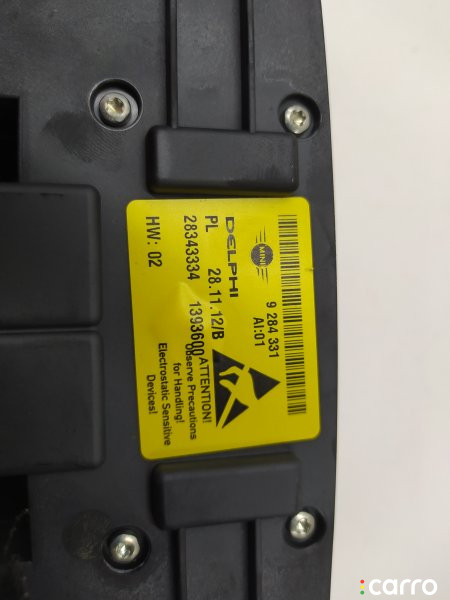 MINI
9 284 331
AI:01
DELPHI
PL 28.11.12/B
28343334 1393600
HW: 02
ATTENTION!
Observe Precautions
for Handling!
Electrostatic Sensitive
Devices!
carro